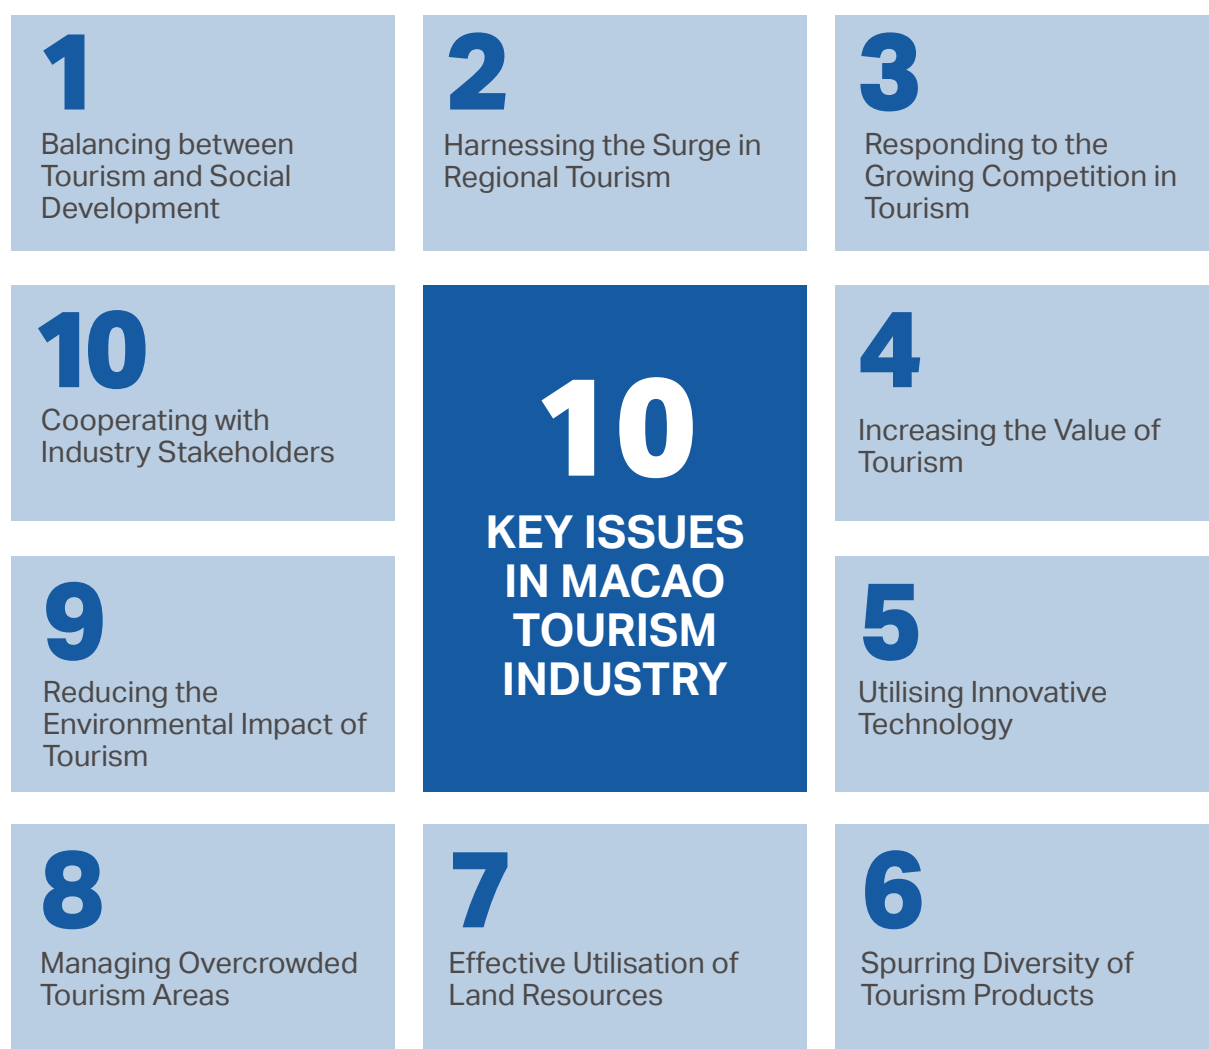 1
Balancing between
Tourism and Social
Development
2
Harnessing the Surge in
Regional Tourism
3
Responding to the
Growing Competition in
Tourism
10
Cooperating with
Industry Stakeholders
10
KEY ISSUES
IN MACAO
TOURISM
INDUSTRY
4
Increasing the Value of
Tourism
9
Reducing the
Environmental Impact of
Tourism
5
Utilising Innovative
Technology
8
Managing Overcrowded
Tourism Areas
7
Effective Utilisation of
Land Resources
6
Spurring Diversity of
Tourism Products